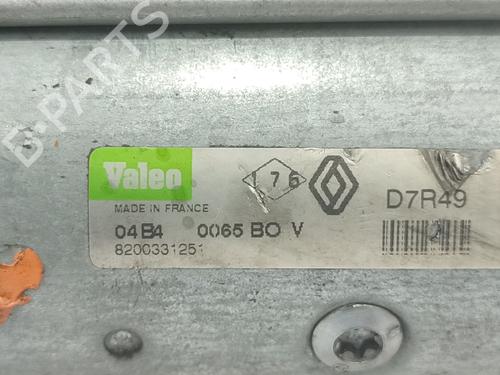 B-PARTS
Valeo
176
D7R49
MADE IN FRANCE
04B4 0065 BO V
8200331251